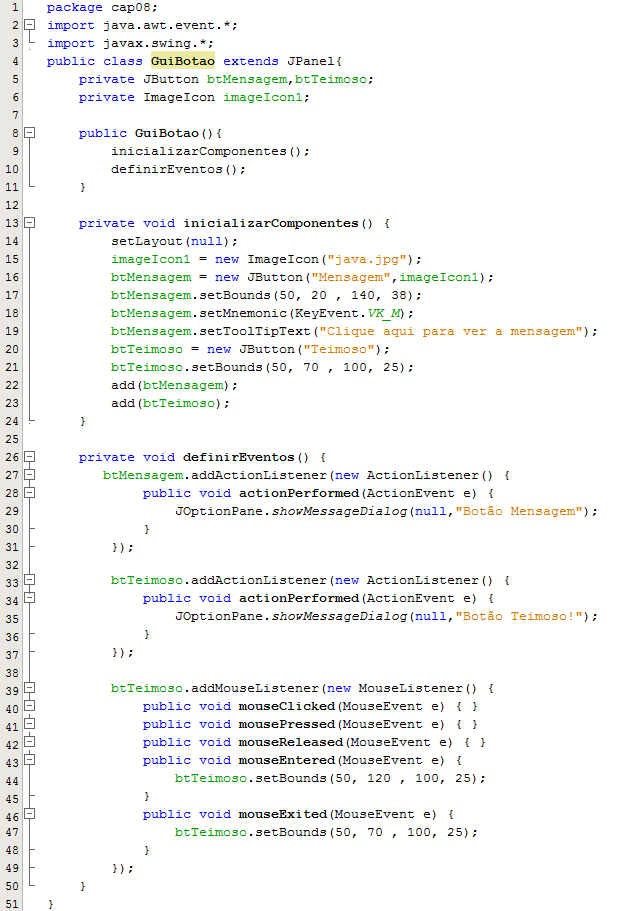 1 package cap08;
2 import java.awt.event.*;
3 import javax.swing.*;
4 public class GuiBotao extends JPanel{
5     private JButton btMensagem,btTeimoso;
6     private ImageIcon imageIcon1;
7
8     public GuiBotao(){
9         inicializarComponentes();
10         definirEventos();
11     }
12
13     private void inicializarComponentes() {
14         setLayout(null);
15         imageIcon1 = new ImageIcon("java.jpg");
16         btMensagem = new JButton("Mensagem",imageIcon1);
17         btMensagem.setBounds(50, 20 , 140, 38);
18         btMensagem.setMnemonic(KeyEvent.VK_M);
19         btMensagem.setToolTipText("Clique aqui para ver a mensagem");
20         btTeimoso = new JButton("Teimoso");
21         btTeimoso.setBounds(50, 70 , 100, 25);
22         add(btMensagem);
23         add(btTeimoso);
24     }
25
26     private void definirEventos() {
27        btMensagem.addActionListener(new ActionListener() {
28             public void actionPerformed(ActionEvent e) {
29                 JOptionPane.showMessageDialog(null,"Botão Mensagem");
30             }
31         });
32
33         btTeimoso.addActionListener(new ActionListener() {
34             public void actionPerformed(ActionEvent e) {
35                 JOptionPane.showMessageDialog(null,"Botão Teimoso!");
36             }
37         });
38
39         btTeimoso.addMouseListener(new MouseListener() {
40             public void mouseClicked(MouseEvent e) { }
41             public void mousePressed(MouseEvent e) { }
42             public void mouseReleased(MouseEvent e) { }
43             public void mouseEntered(MouseEvent e) {
44                 btTeimoso.setBounds(50, 120 , 100, 25);
45             }
46             public void mouseExited(MouseEvent e) {
47                 btTeimoso.setBounds(50, 70 , 100, 25);
48             }
49         });
50     }
51 }